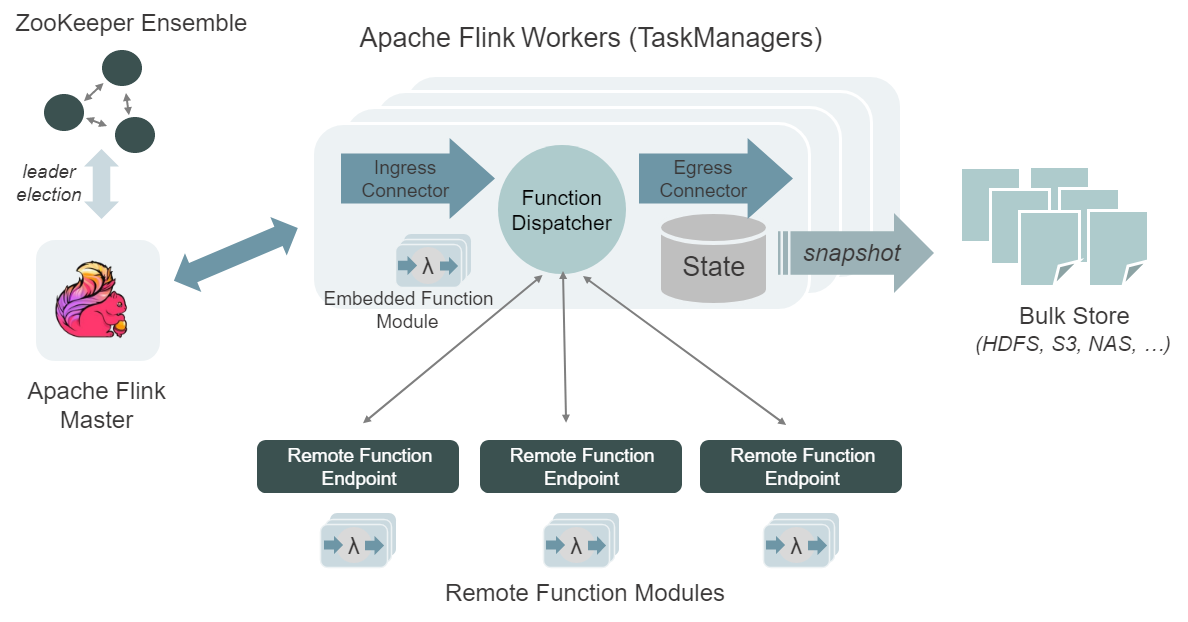 ZooKeeper Ensemble
Apache Flink Workers (TaskManagers)
leader
election
Ingress
Connector
Function
Dispatcher
Egress
Connector
State
snapshot
λ
Embedded Function
Module
Apache Flink
Master
Bulk Store
(HDFS, S3, NAS, …)
Remote Function
Endpoint
Remote Function
Endpoint
Remote Function
Endpoint
λ
λ
λ
Remote Function Modules